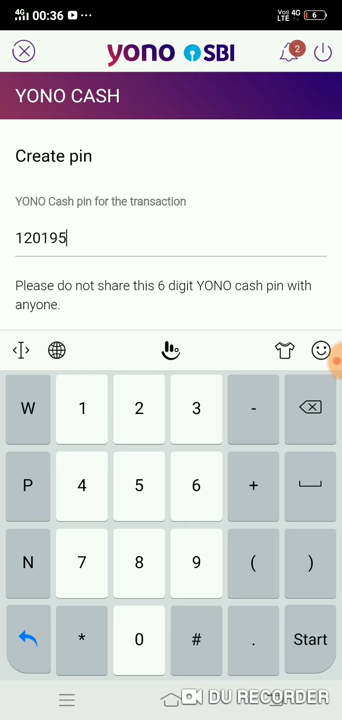 4G 00:36 Vo) 4G LTE 6
yono SBI 2
YONO CASH
Create pin
YONO Cash pin for the transaction
120195
Please do not share this 6 digit YONO cash pin with
anyone.
W 1 2 3 -
P 4 5 6 +
N 7 8 9 ( )
* 0 # . Start
DU RECORDER